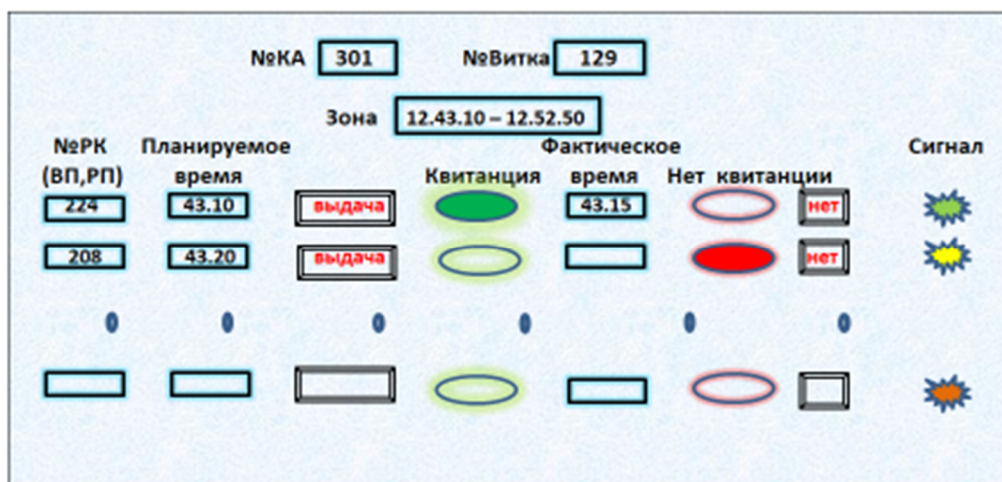 №КА 301 №Витка 129
Зона 12.43.10 – 12.52.50
№РК Планируемое Фактическое Сигнал
(ВП,РП) время Квитанция время Нет квитанции
224 43.10 выдача 43.15 нет
208 43.20 выдача нет